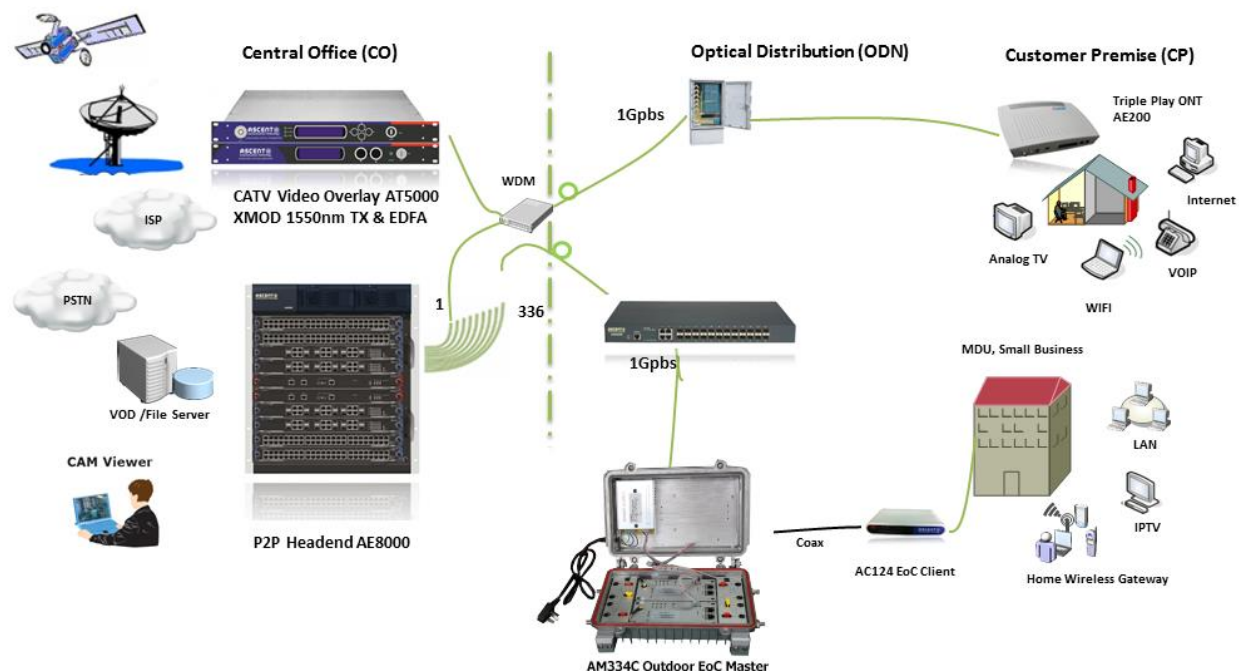 Central Office (CO)
Optical Distribution (ODN)
Customer Premise (CP)
ASCENT
ASCENT
CATV Video Overlay AT5000
XMOD 1550nm TX & EDFA
WDM
1Gpbs
Triple Play ONT
AE200
Internet
Analog TV
VOIP
WIFI
ISP
PSTN
VOD /File Server
CAM Viewer
1
336
P2P Headend AE8000
1Gpbs
MDU, Small Business
LAN
IPTV
Home Wireless Gateway
Coax
AC124 EoC Client
AM334C Outdoor EoC Master